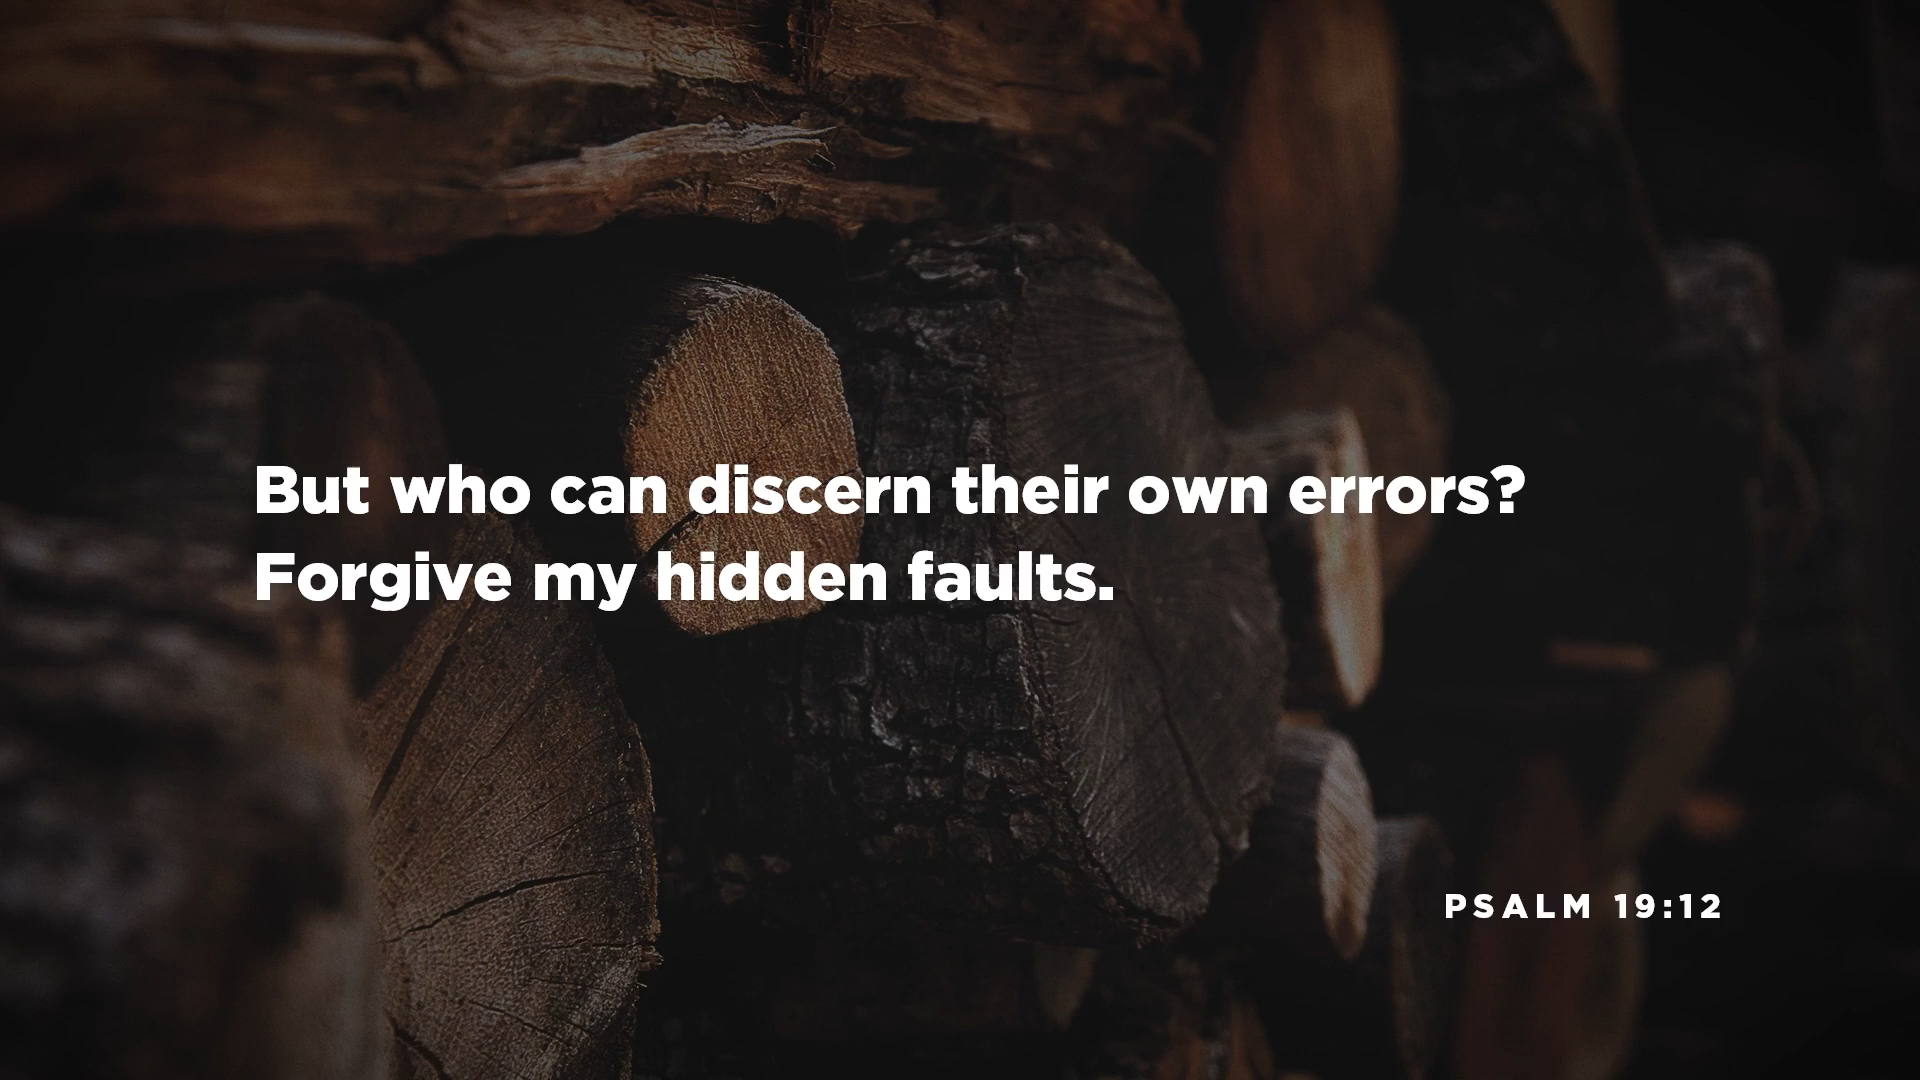 But who can discern their own errors?
Forgive my hidden faults.
PSALM 19:12